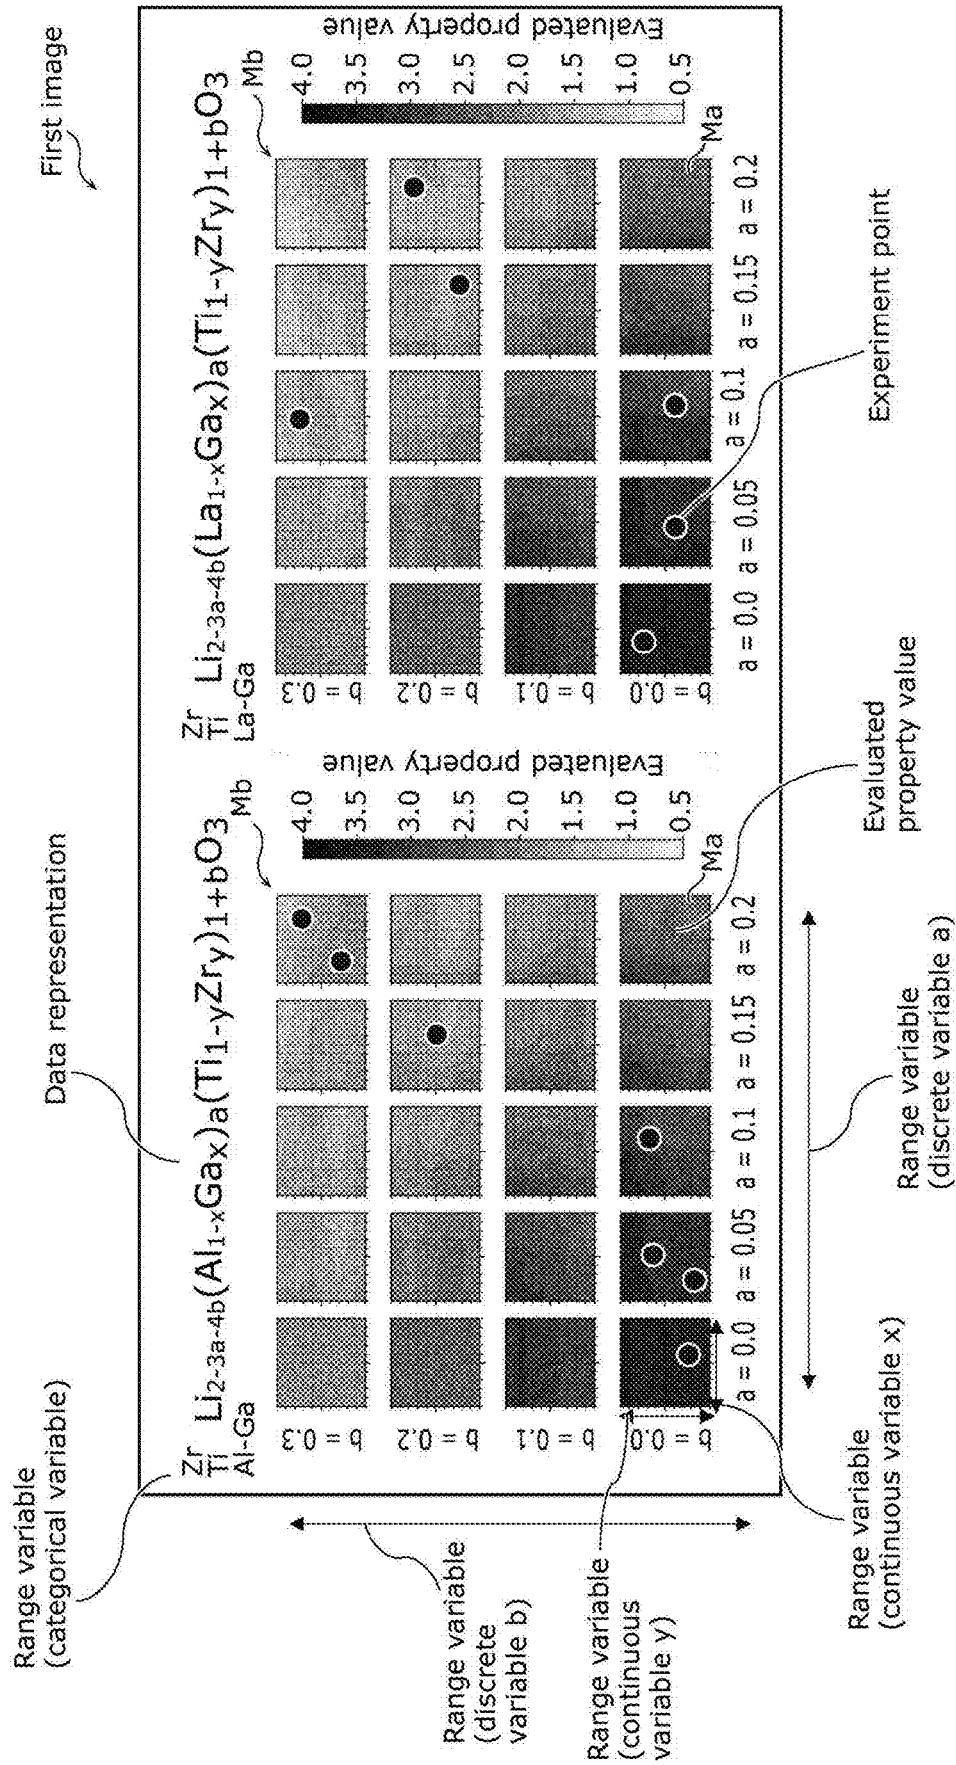 First image
Data representation
Range variable
(categorical variable)
Zr
Ti
Al-Ga
Li2-3a-4b(Al1-xGax)a(Ti1-yZry)1+bO3
Mb
b = 0.3
b = 0.2
b = 0.1
b = 0.0
a = 0.0
a = 0.05
a = 0.1
a = 0.15
a = 0.2
Ma
4.0
3.5
3.0
2.5
2.0
1.5
1.0
0.5
Evaluated property value
Zr
Ti
La-Ga
Li2-3a-4b(La1-xGax)a(Ti1-yZry)1+bO3
Mb
b = 0.3
b = 0.2
b = 0.1
b = 0.0
a = 0.0
a = 0.05
a = 0.1
a = 0.15
a = 0.2
Ma
4.0
3.5
3.0
2.5
2.0
1.5
1.0
0.5
Evaluated property value
Range variable
(discrete
variable b)
Range variable
(continuous
variable y)
Range variable
(continuous variable x)
Range variable
(discrete variable a)
Evaluated
property value
Experiment point